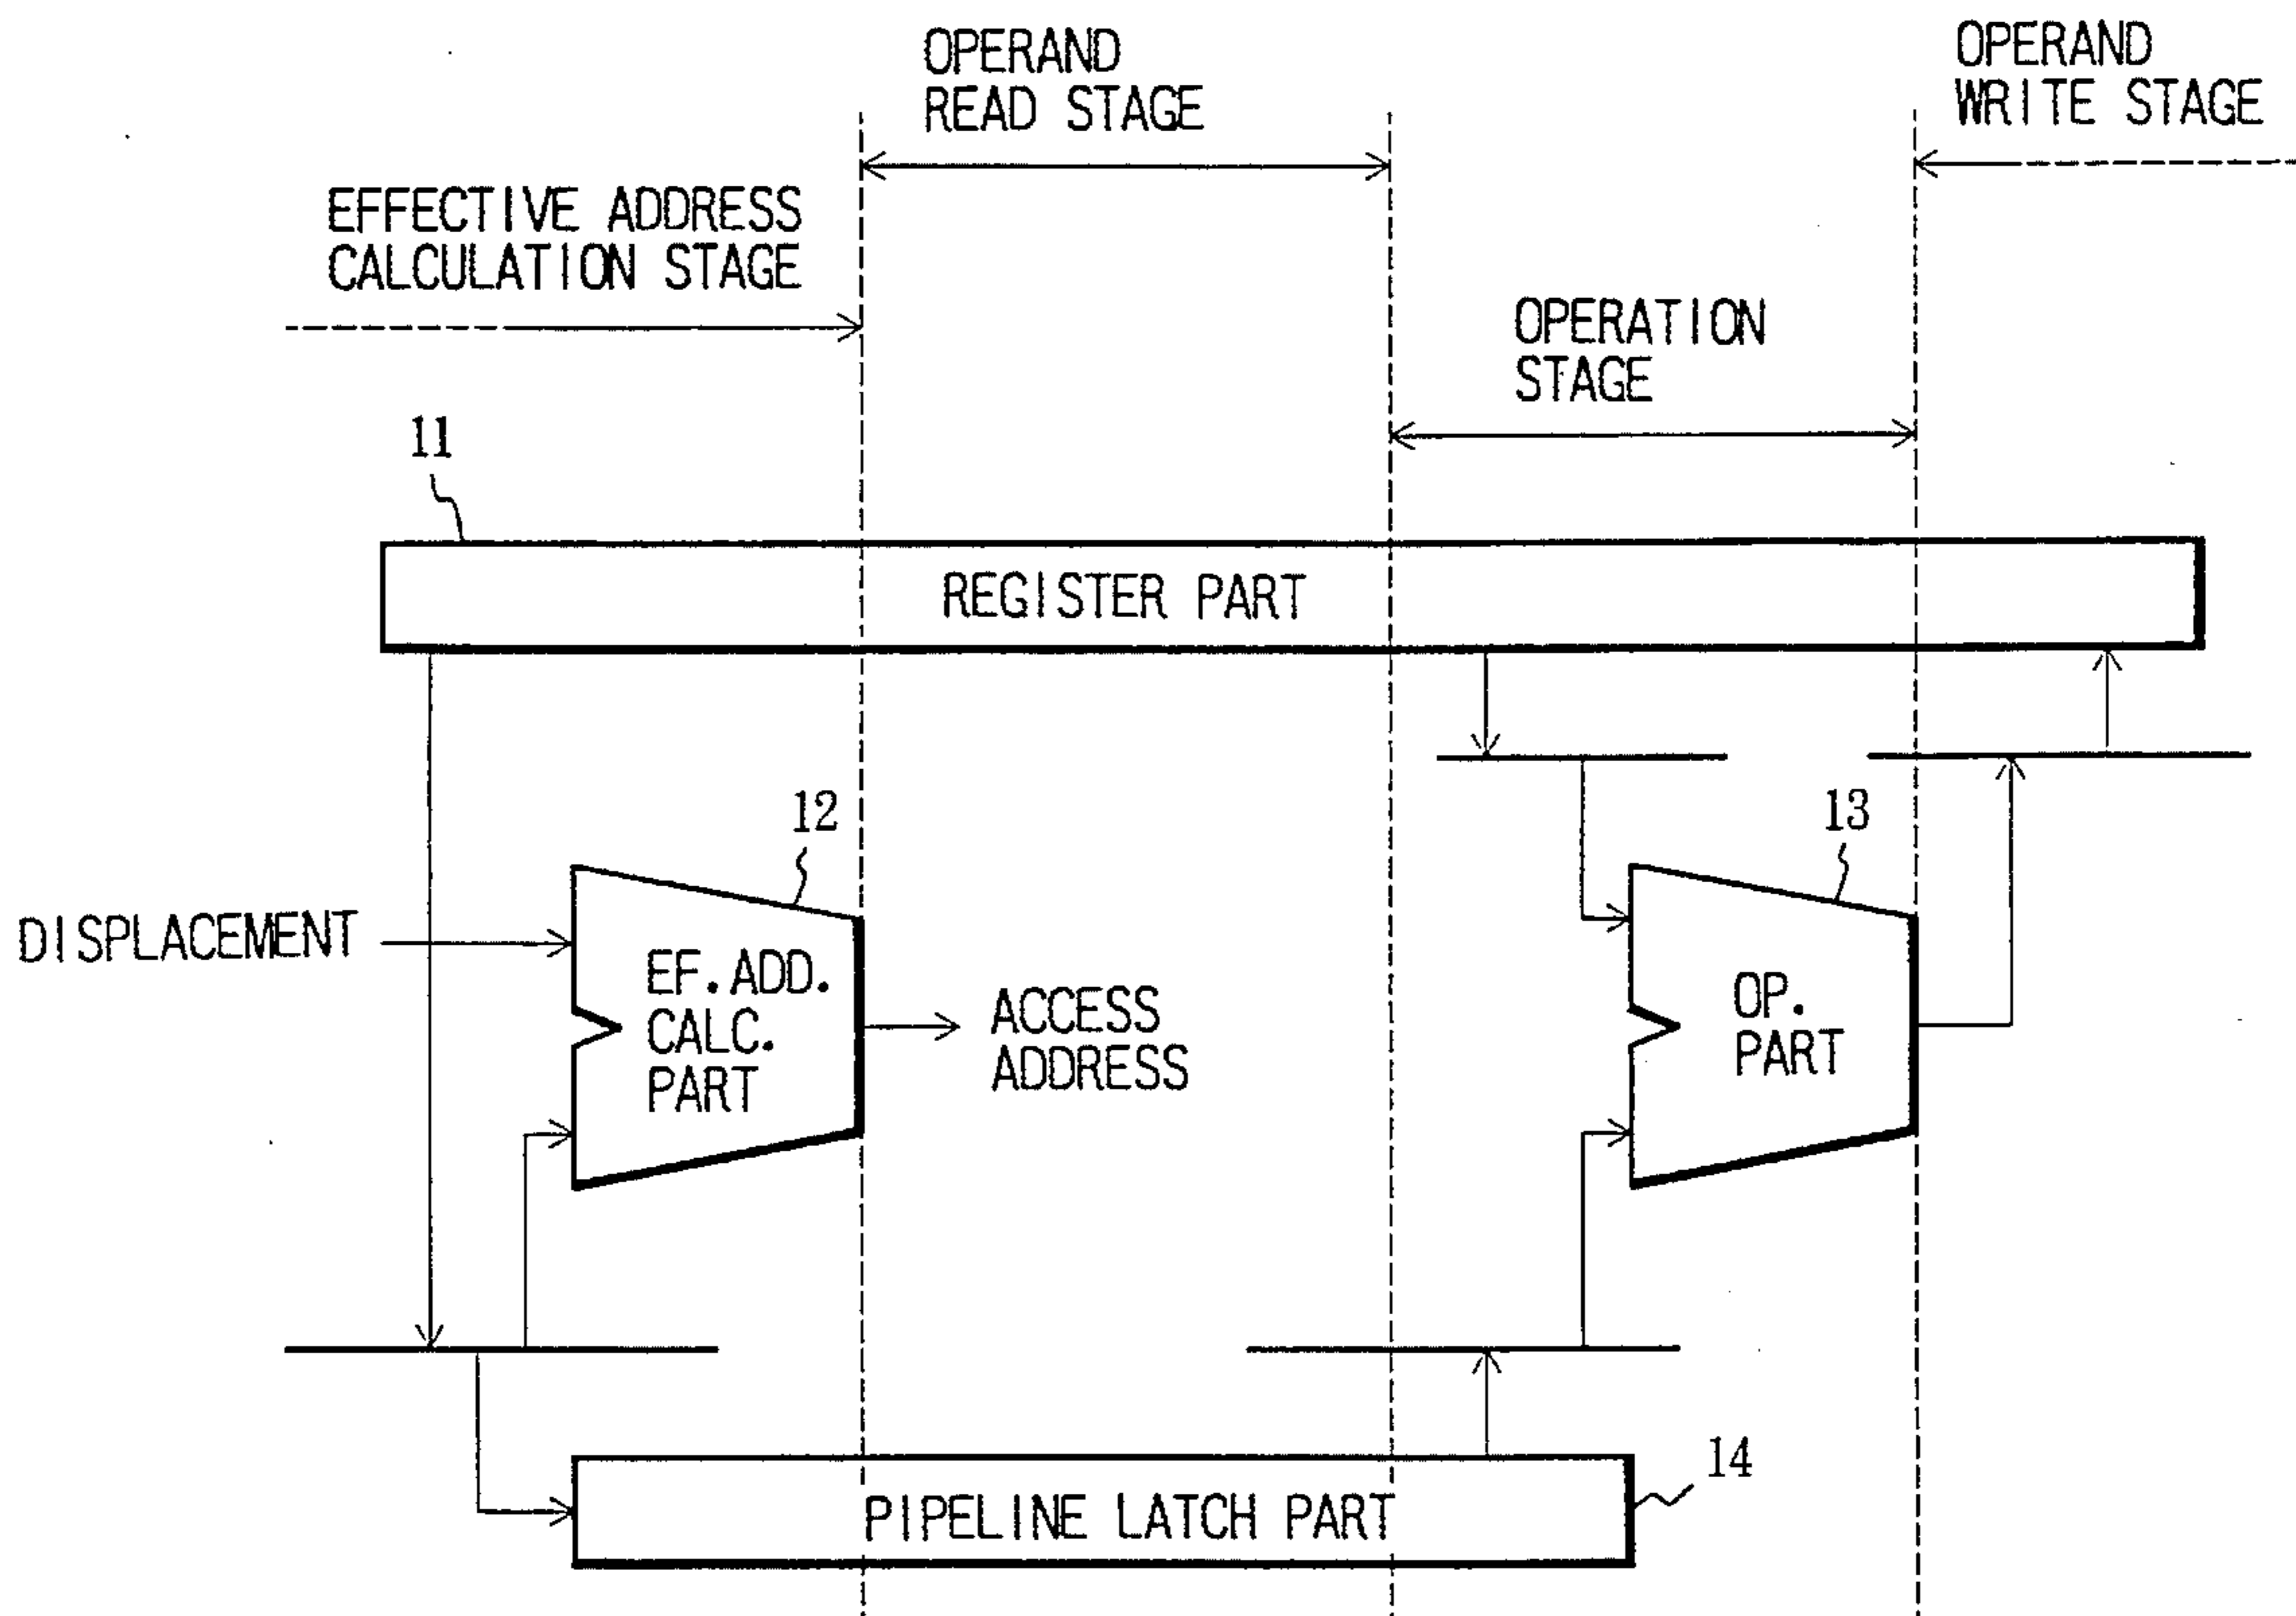 OPERAND
READ STAGE
OPERAND
WRITE STAGE
EFFECTIVE ADDRESS
CALCULATION STAGE
OPERATION
STAGE
11
REGISTER PART
12
13
DISPLACEMENT
EF. ADD.
CALC.
PART
ACCESS
ADDRESS
OP.
PART
14
PIPELINE LATCH PART